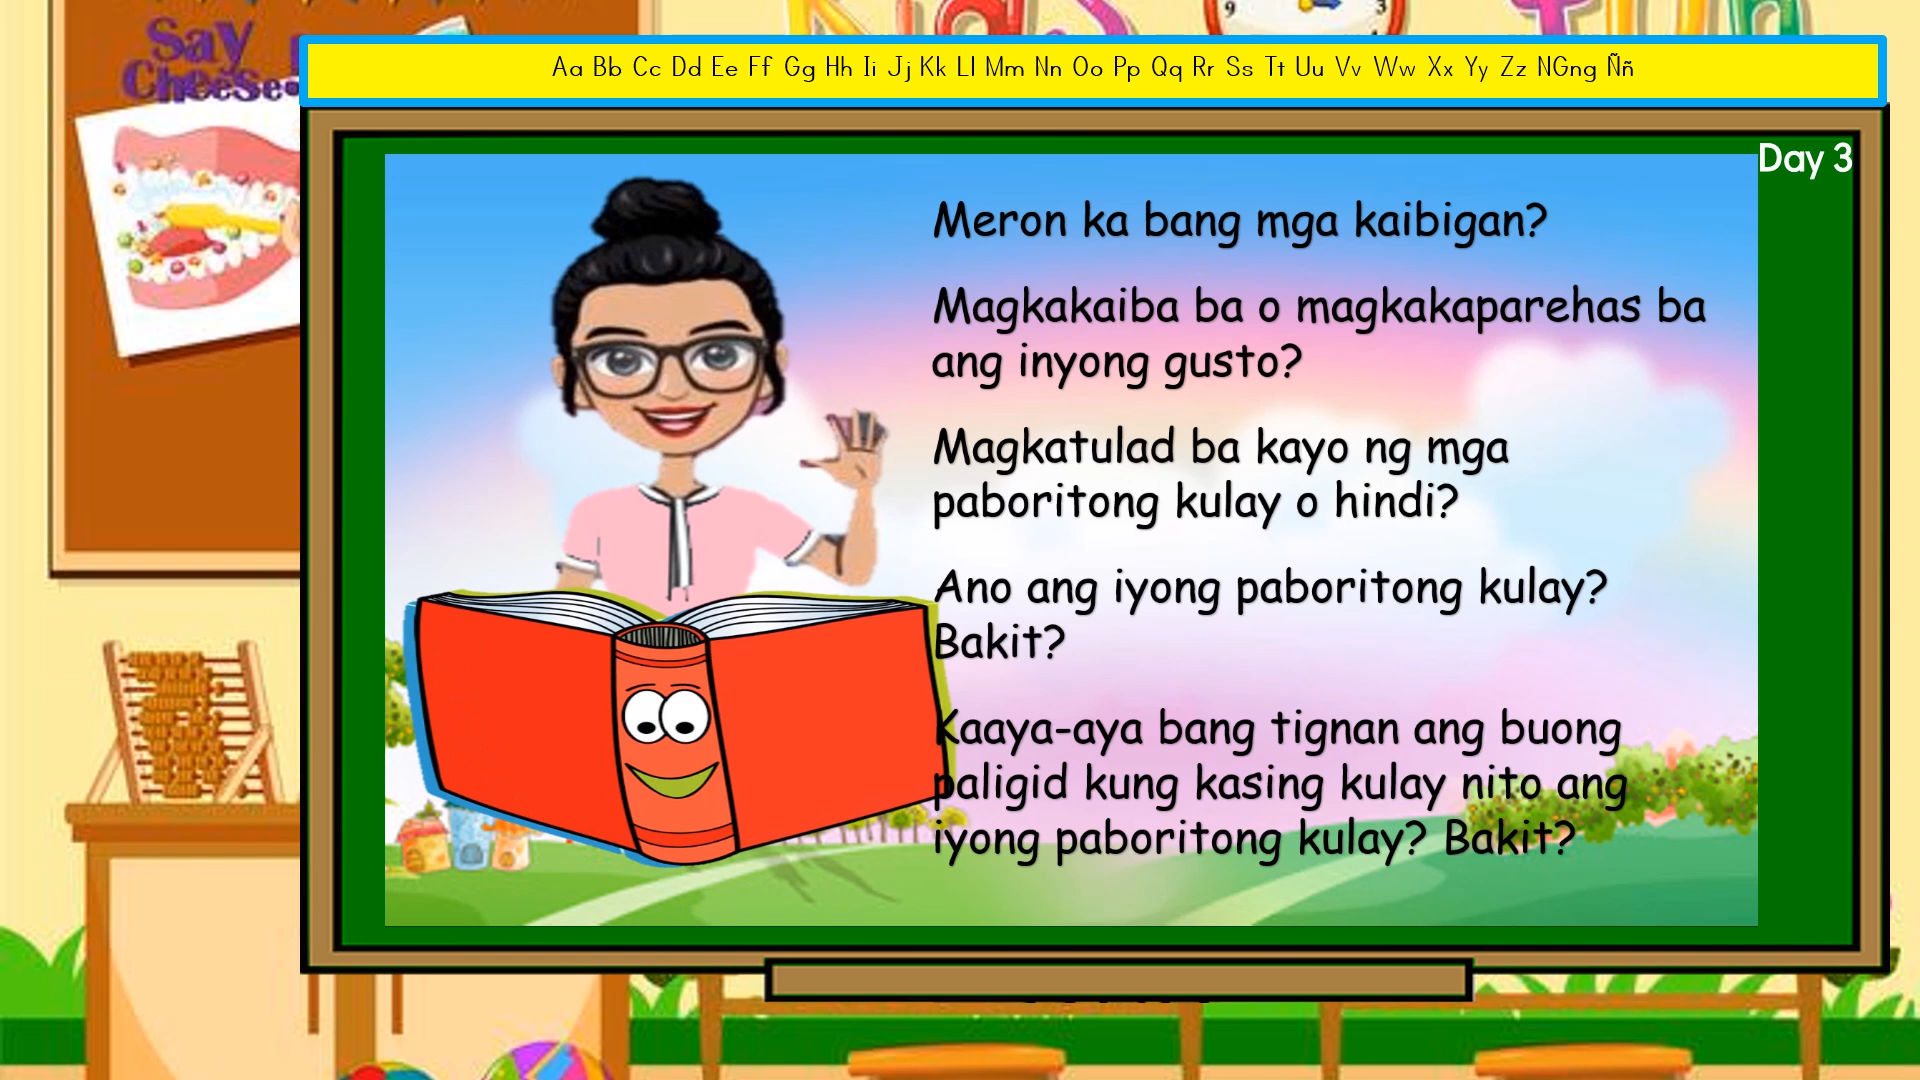 Say
Cheese
Aa Bb Cc Dd Ee Ff Gg Hh Ii Jj Kk Ll Mm Nn Oo Pp Qq Rr Ss Tt Uu Vv Ww Xx Yy Zz NGng Ññ
Day 3
Meron ka bang mga kaibigan?
Magkakaiba ba o magkakaparehas ba
ang inyong gusto?
Magkatulad ba kayo ng mga
paboritong kulay o hindi?
Ano ang iyong paboritong kulay?
Bakit?
Kaaya-aya bang tignan ang buong
paligid kung kasing kulay nito ang
iyong paboritong kulay? Bakit?